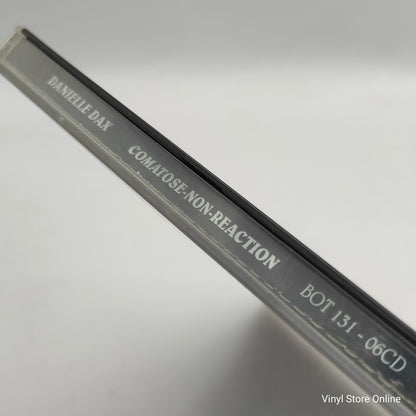 DANIELLE DAX COMATOSE-NON-REACTION BOT 131 - 06CD
Vinyl Store Online